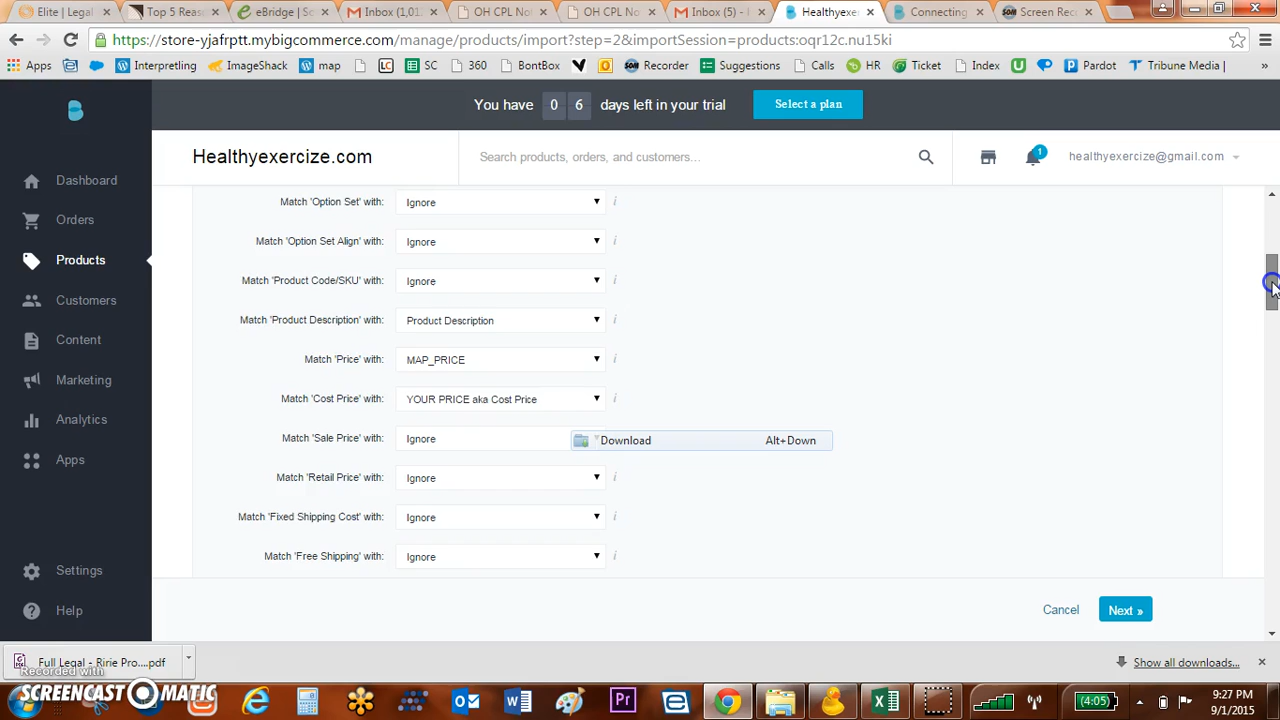 Elite | Legal
Top 5 Reas
eBridge | Sc
Inbox (1,01
OH CPL No
OH CPL No
Inbox (5) -
Healthyexer
Connecting
Screen Rec
https://store-yjafrptt.mybigcommerce.com/manage/products/import?step=2&importSession=products:oqr12c.nu15ki
Apps
Interpretling
ImageShack
map
LC
SC
360
BontBox
Recorder
Suggestions
Calls
HR
Ticket
Index
Pardot
Tribune Media |
»
You have 0 6 days left in your trial
Select a plan
Healthyexercize.com
Search products, orders, and customers...
1
healthyexercize@gmail.com
Dashboard
Orders
Products
Customers
Content
Marketing
Analytics
Apps
Settings
Help
Match 'Option Set' with: Ignore
Match 'Option Set Align' with: Ignore
Match 'Product Code/SKU' with: Ignore
Match 'Product Description' with: Product Description
Match 'Price' with: MAP_PRICE
Match 'Cost Price' with: YOUR PRICE aka Cost Price
Match 'Sale Price' with: Ignore
Download Alt+Down
Match 'Retail Price' with: Ignore
Match 'Fixed Shipping Cost' with: Ignore
Match 'Free Shipping' with: Ignore
Cancel
Next »
Full Legal - Ririe Pro....pdf
Show all downloads...
Recorded with
SCREENCAST MATIC
Pr
(4:05)
9:27 PM
9/1/2015